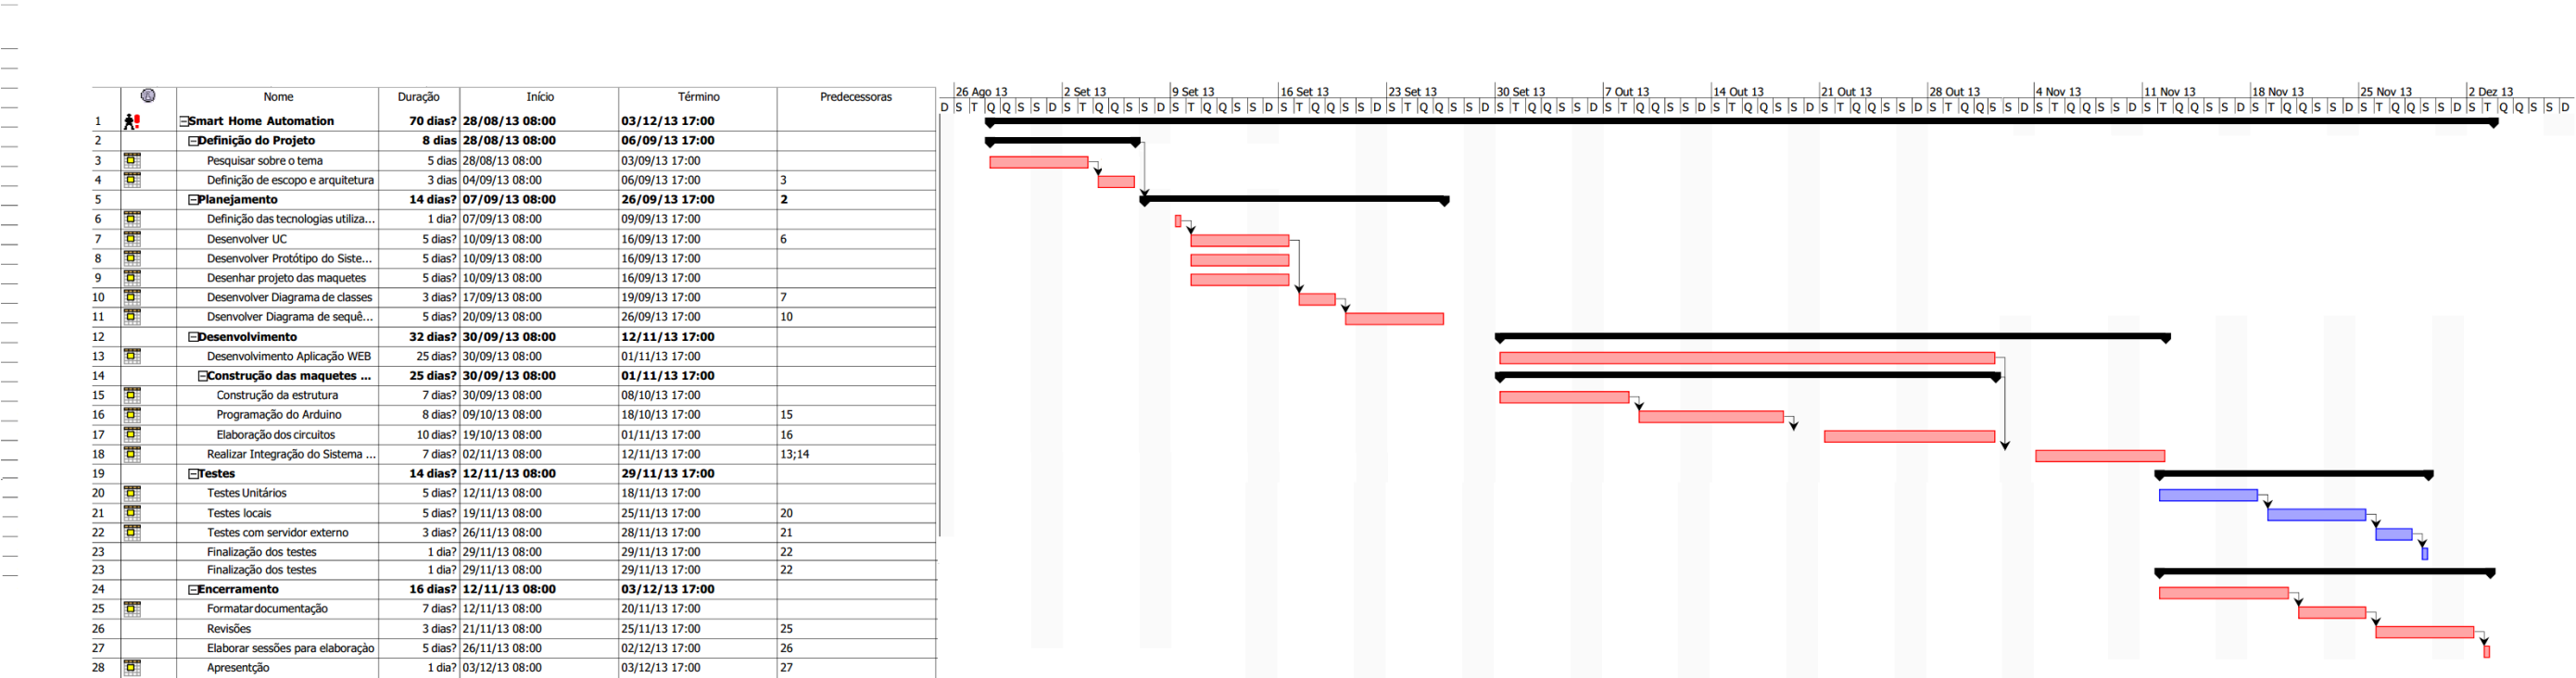 26 Ago 13 2 Set 13 9 Set 13 16 Set 13 23 Set 13 30 Set 13 7 Out 13 14 Out 13 21 Out 13 28 Out 13 4 Nov 13 11 Nov 13 18 Nov 13 25 Nov 13 2 Dez 13
Nome Duração Início Término Predecessoras
D S T Q Q S S D S T Q Q S S D S T Q Q S S D S T Q Q S S D S T Q Q S S D S T Q Q S S D S T Q Q S S D S T Q Q S S D S T Q Q S S D S T Q Q S S D S T Q Q S S D S T Q Q S S D S T Q Q S S D S T Q Q S S D S T Q Q S S D
1 Smart Home Automation 70 dias? 28/08/13 08:00 03/12/13 17:00
2 Definição do Projeto 8 dias 28/08/13 08:00 06/09/13 17:00
3 Pesquisar sobre o tema 5 dias 28/08/13 08:00 03/09/13 17:00
4 Definição de escopo e arquitetura 3 dias 04/09/13 08:00 06/09/13 17:00 3
5 Planejamento 14 dias? 07/09/13 08:00 26/09/13 17:00 2
6 Definição das tecnologias utiliza... 1 dia? 07/09/13 08:00 09/09/13 17:00
7 Desenvolver UC 5 dias? 10/09/13 08:00 16/09/13 17:00 6
8 Desenvolver Protótipo do Siste... 5 dias? 10/09/13 08:00 16/09/13 17:00
9 Desenhar projeto das maquetes 5 dias? 10/09/13 08:00 16/09/13 17:00
10 Desenvolver Diagrama de classes 3 dias? 17/09/13 08:00 19/09/13 17:00 7
11 Dsenvolver Diagrama de sequê... 5 dias? 20/09/13 08:00 26/09/13 17:00 10
12 Desenvolvimento 32 dias? 30/09/13 08:00 12/11/13 17:00
13 Desenvolvimento Aplicação WEB 25 dias? 30/09/13 08:00 01/11/13 17:00
14 Construção das maquetes ... 25 dias? 30/09/13 08:00 01/11/13 17:00
15 Construção da estrutura 7 dias? 30/09/13 08:00 08/10/13 17:00
16 Programação do Arduino 8 dias? 09/10/13 08:00 18/10/13 17:00 15
17 Elaboração dos circuitos 10 dias? 19/10/13 08:00 01/11/13 17:00 16
18 Realizar Integração do Sistema ... 7 dias? 02/11/13 08:00 12/11/13 17:00 13;14
19 Testes 14 dias? 12/11/13 08:00 29/11/13 17:00
20 Testes Unitários 5 dias? 12/11/13 08:00 18/11/13 17:00
21 Testes locais 5 dias? 19/11/13 08:00 25/11/13 17:00 20
22 Testes com servidor externo 3 dias? 26/11/13 08:00 28/11/13 17:00 21
23 Finalização dos testes 1 dia? 29/11/13 08:00 29/11/13 17:00 22
23 Finalização dos testes 1 dia? 29/11/13 08:00 29/11/13 17:00 22
24 Encerramento 16 dias? 12/11/13 08:00 03/12/13 17:00
25 Formatar documentação 7 dias? 12/11/13 08:00 20/11/13 17:00
26 Revisões 3 dias? 21/11/13 08:00 25/11/13 17:00 25
27 Elaborar sessões para elaboraçào 5 dias? 26/11/13 08:00 02/12/13 17:00 26
28 Apresentção 1 dia? 03/12/13 08:00 03/12/13 17:00 27